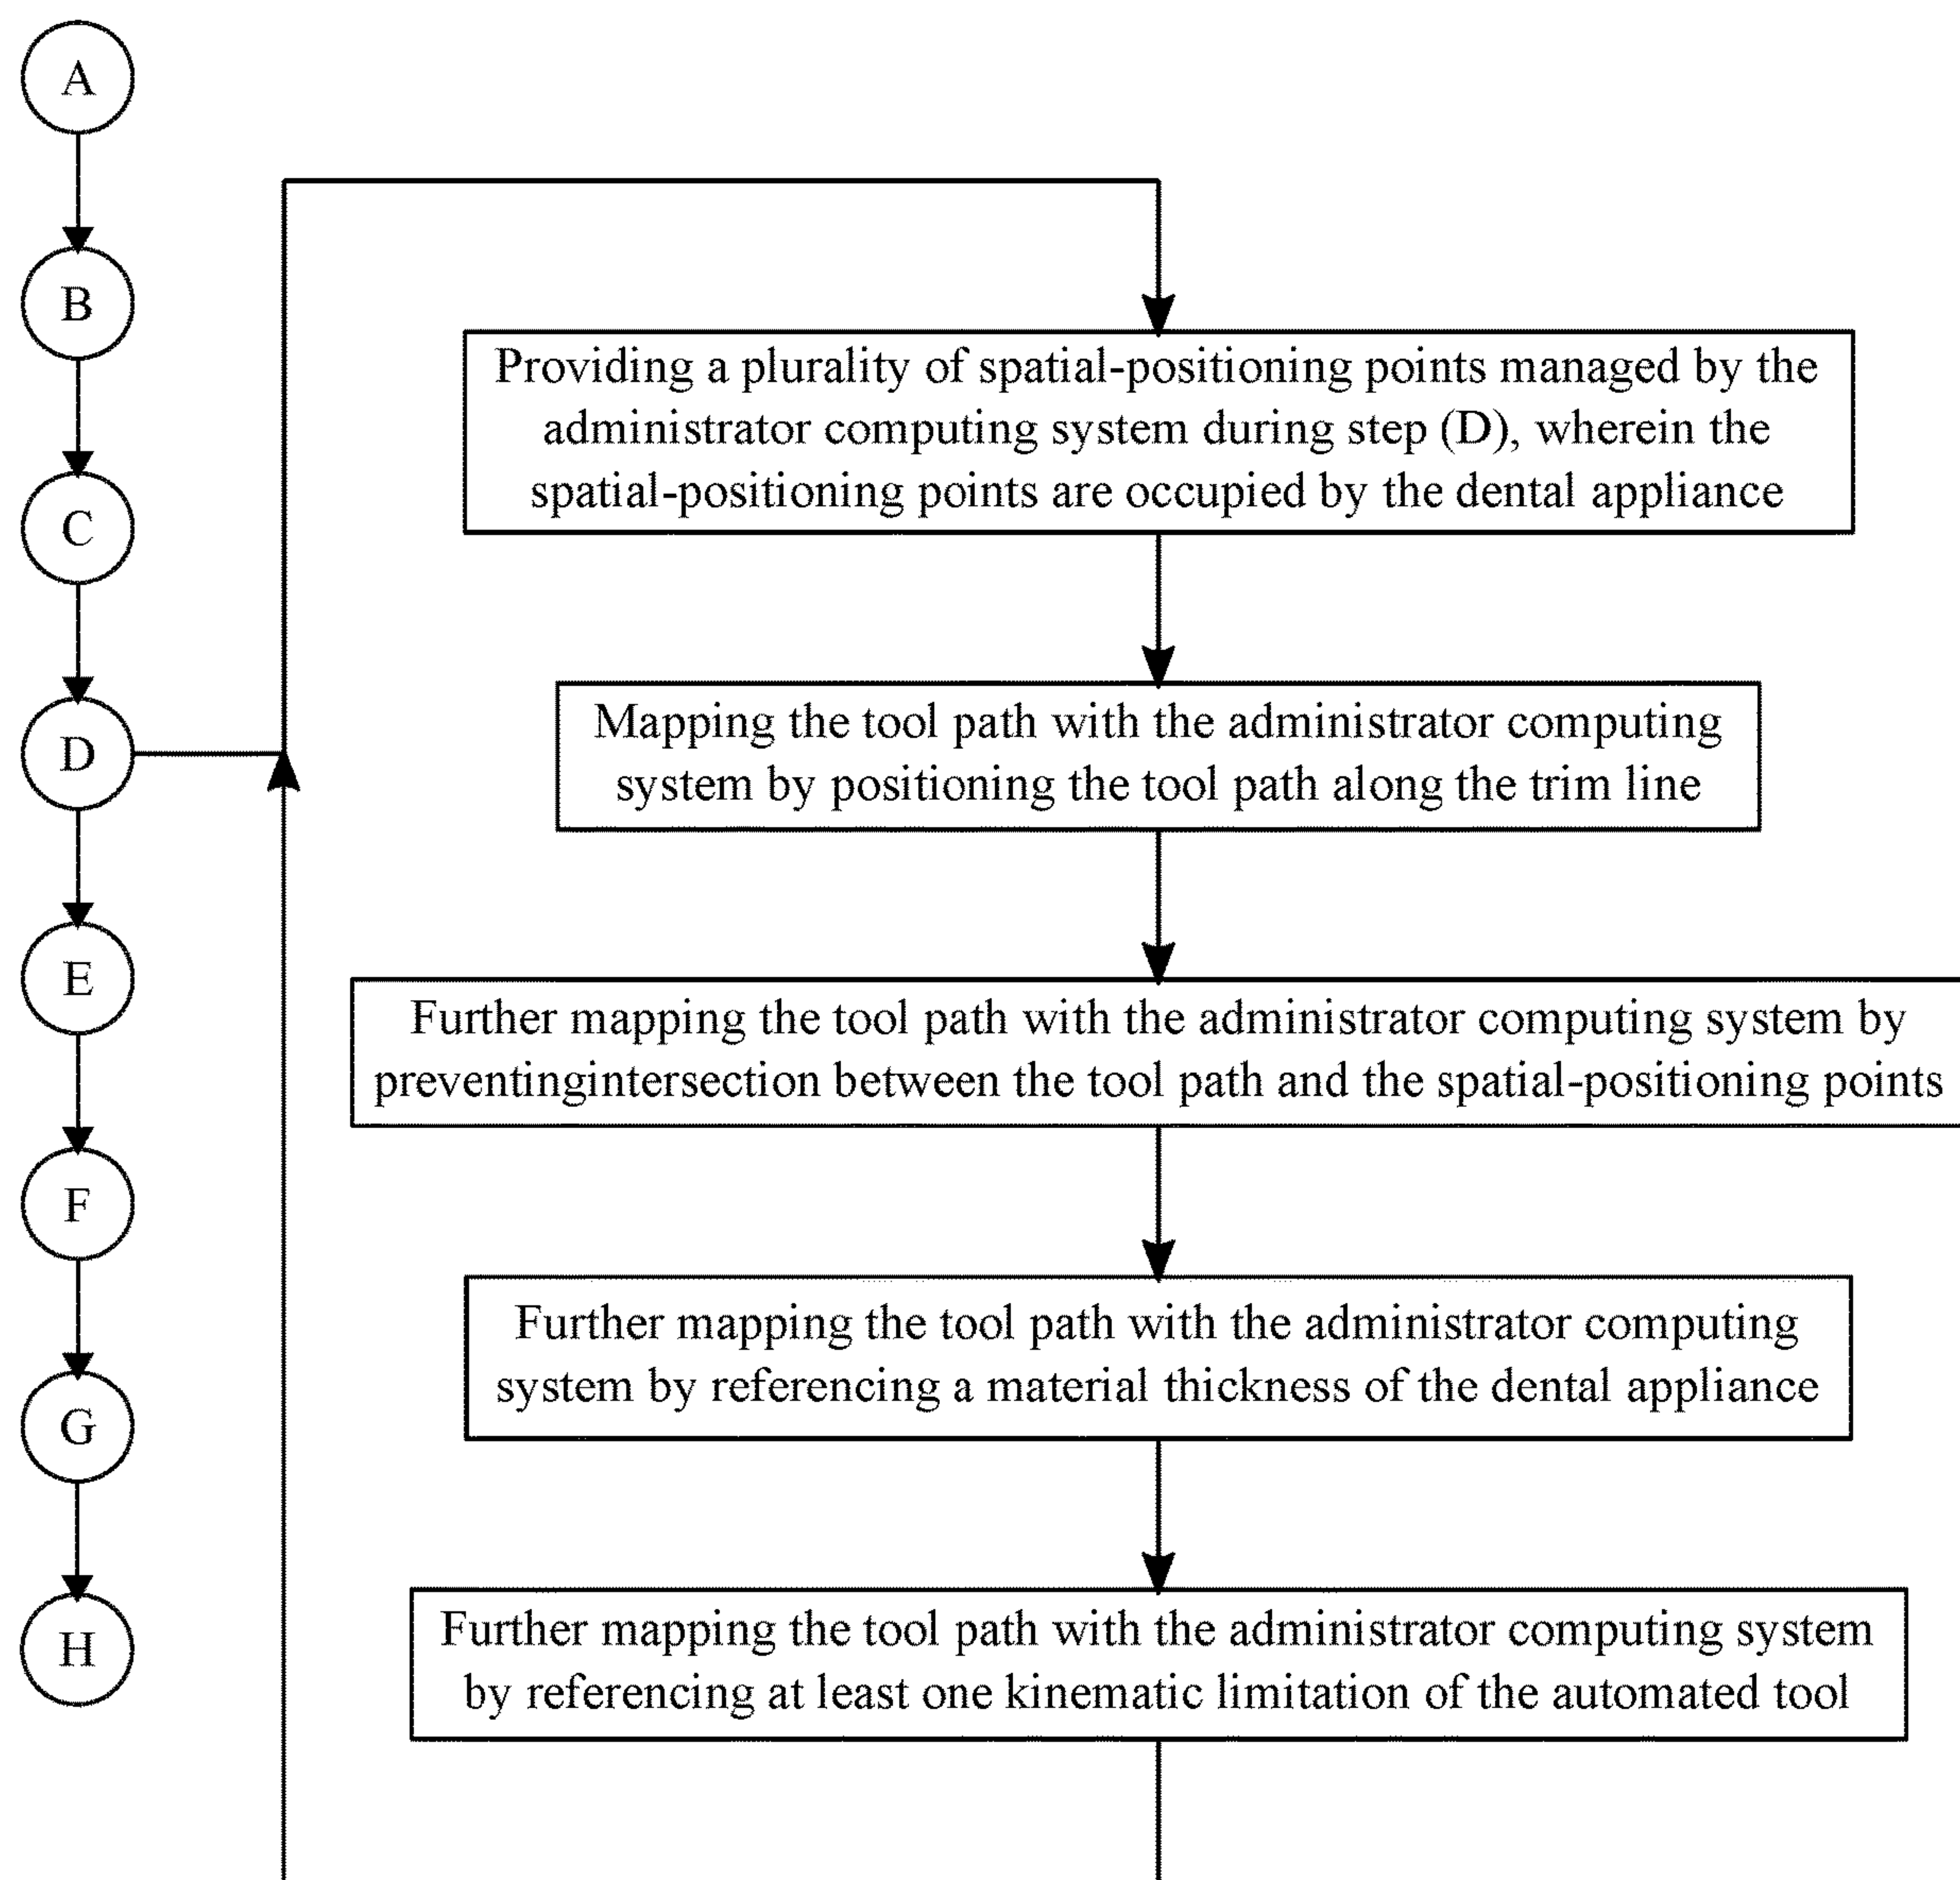 A
B
C
D
E
F
G
H
Providing a plurality of spatial-positioning points managed by the
administrator computing system during step (D), wherein the
spatial-positioning points are occupied by the dental appliance
Mapping the tool path with the administrator computing
system by positioning the tool path along the trim line
Further mapping the tool path with the administrator computing system by
preventingintersection between the tool path and the spatial-positioning points
Further mapping the tool path with the administrator computing
system by referencing a material thickness of the dental appliance
Further mapping the tool path with the administrator computing system
by referencing at least one kinematic limitation of the automated tool